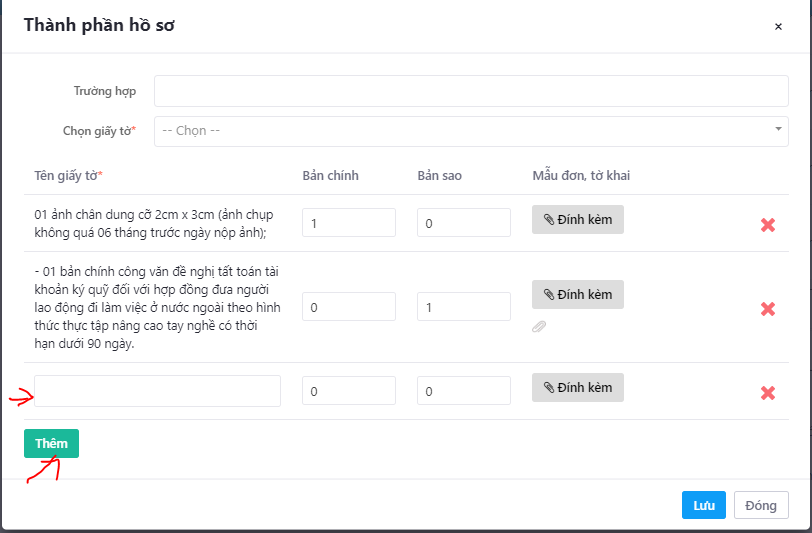 Thành phần hồ sơ ×
Trường hợp
Chọn giấy tờ* -- Chọn --
Tên giấy tờ* Bản chính Bản sao Mẫu đơn, tờ khai
01 ảnh chân dung cỡ 2cm x 3cm (ảnh chụp
không quá 06 tháng trước ngày nộp ảnh);
1 0 Đính kèm
- 01 bản chính công văn đề nghị tất toán tài
khoản ký quỹ đối với hợp đồng đưa người
lao động đi làm việc ở nước ngoài theo hình
thức thực tập nâng cao tay nghề có thời
hạn dưới 90 ngày.
0 1 Đính kèm
0 0 Đính kèm
Thêm
Lưu Đóng